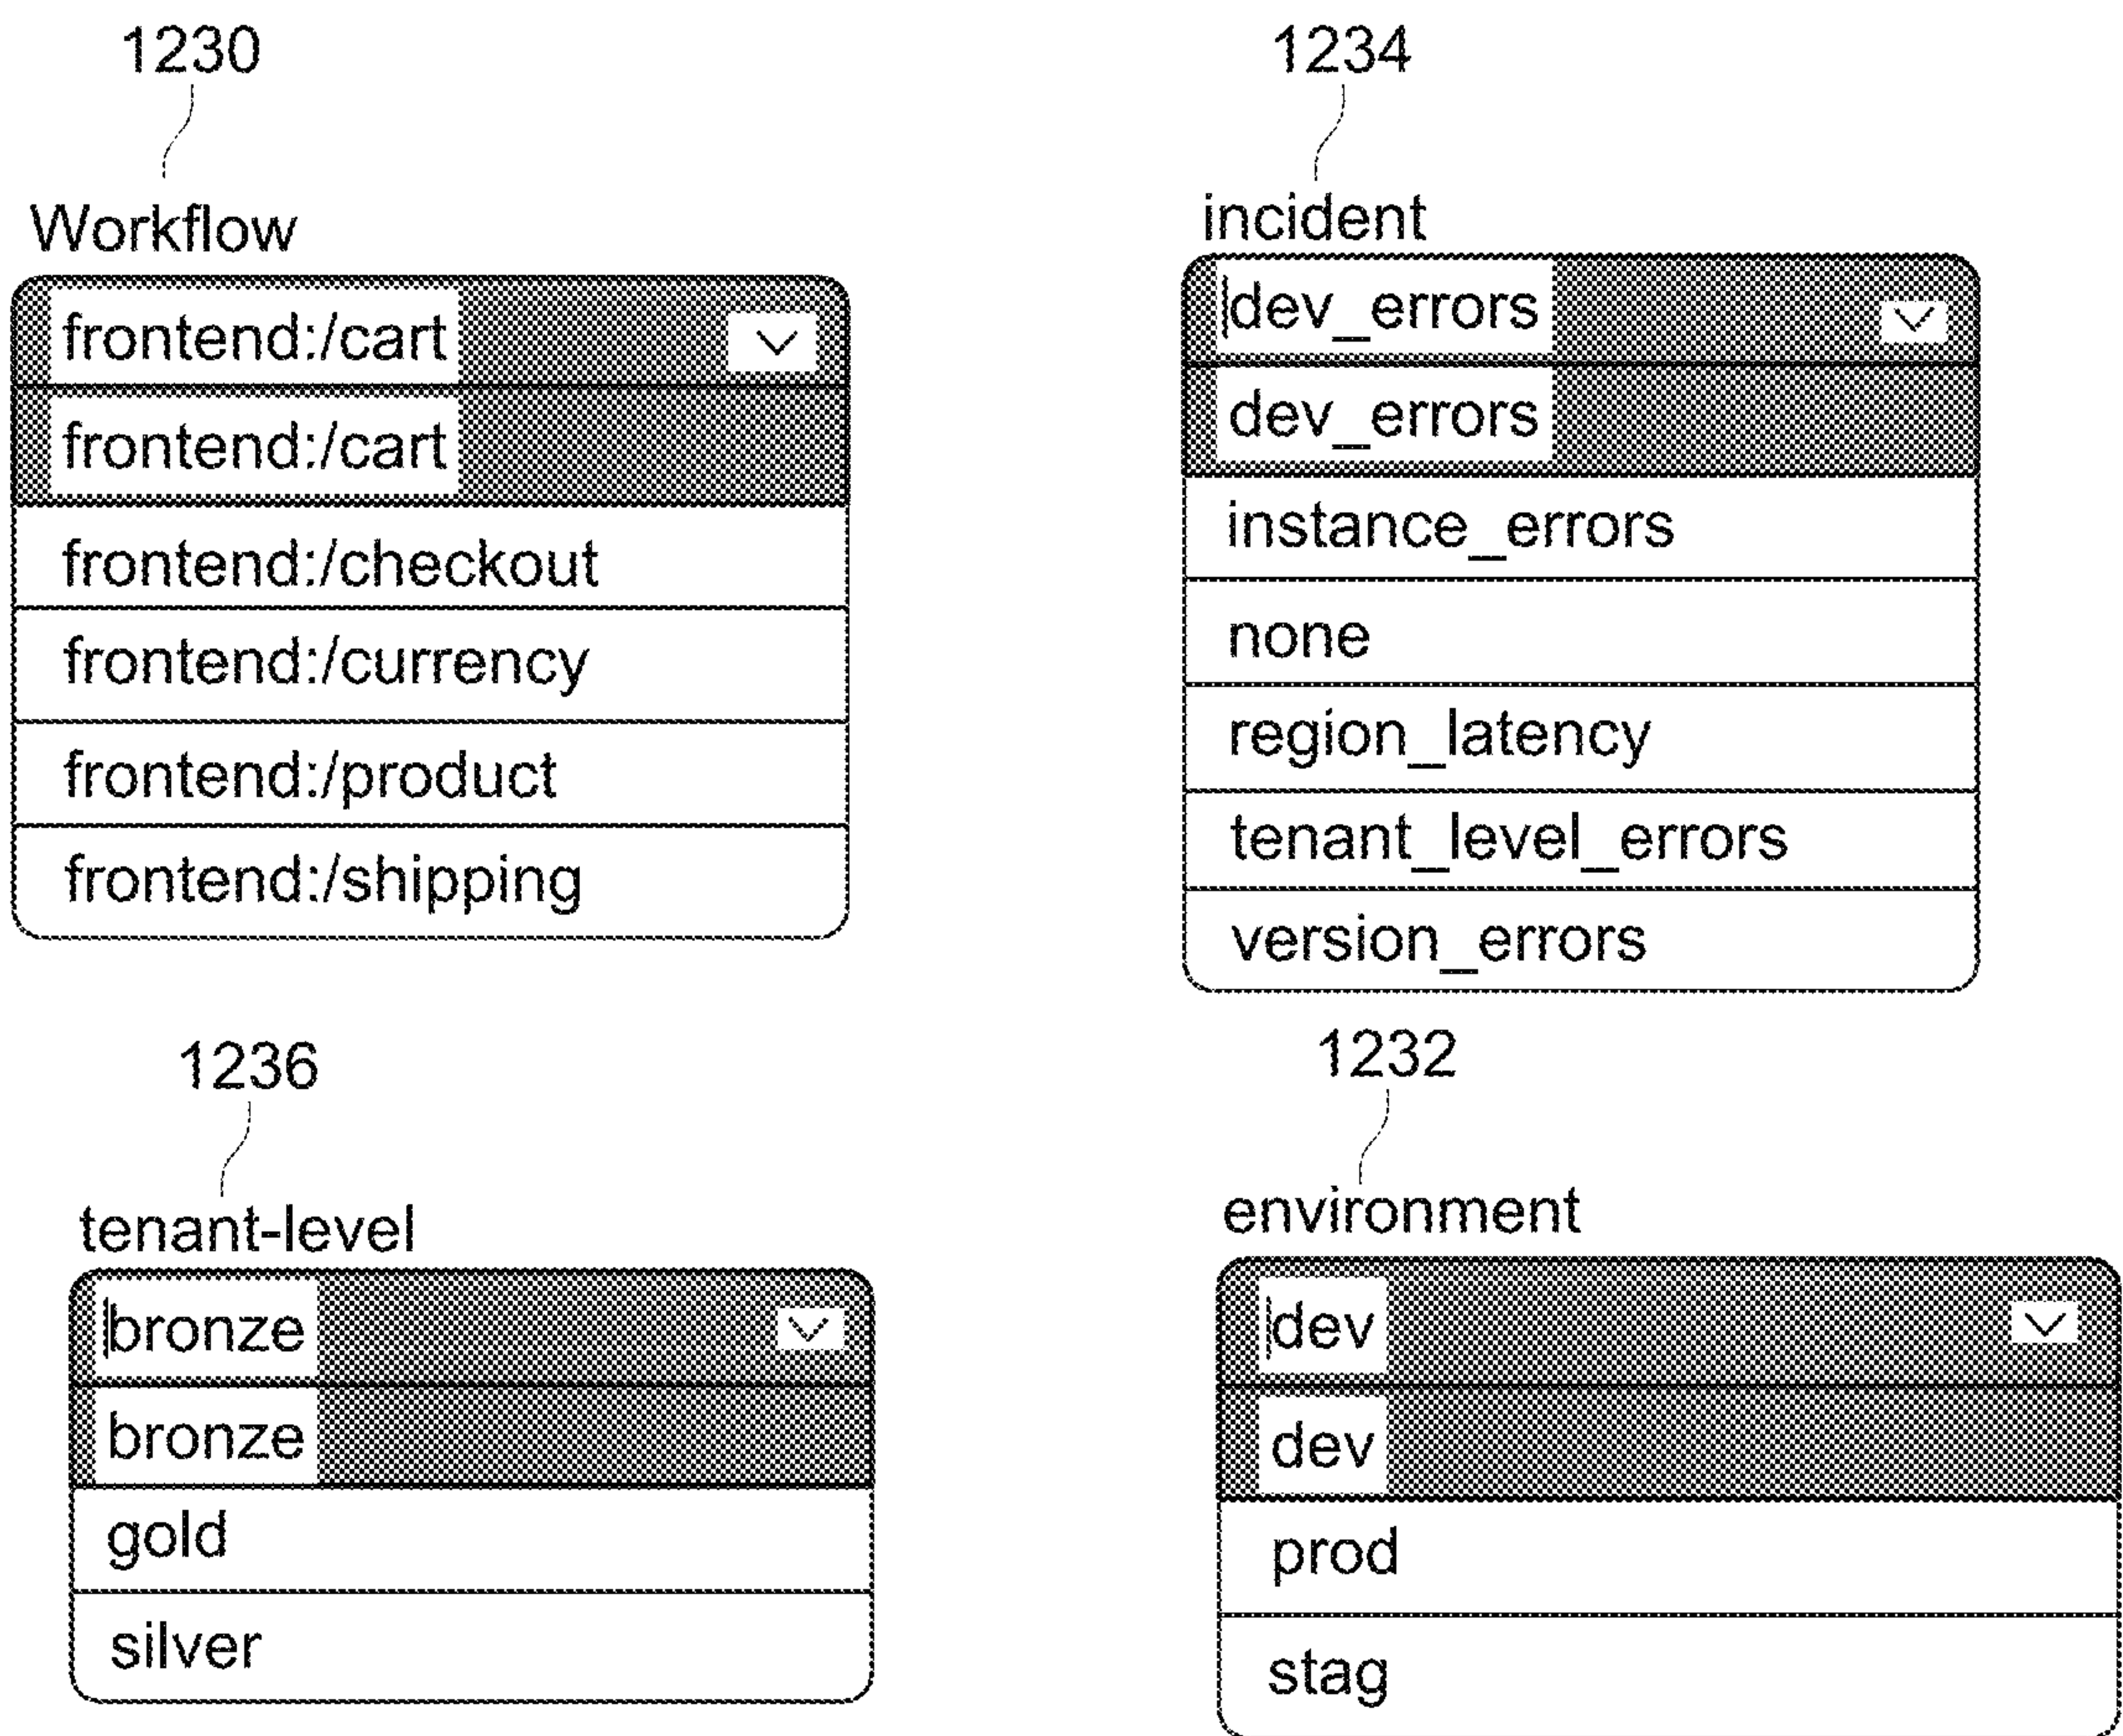 1230
Workflow
frontend:/cart
frontend:/cart
frontend:/checkout
frontend:/currency
frontend:/product
frontend:/shipping
1234
incident
dev_errors
dev_errors
instance_errors
none
region_latency
tenant_level_errors
version_errors
1236
tenant-level
bronze
bronze
gold
silver
1232
environment
dev
dev
prod
stag